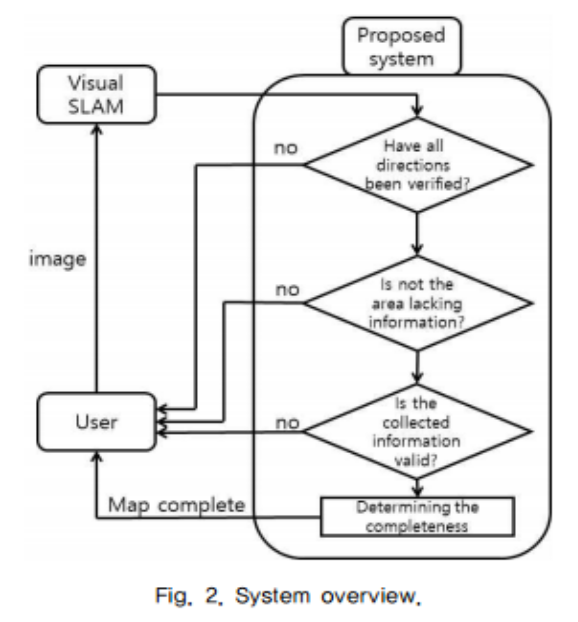 Proposed
system
Visual
SLAM
no
Have all
directions
been verified?
image
no
Is not the
area lacking
information?
User
no
Is the
collected
information
valid?
Map complete
Determining the
completeness
Fig. 2. System overview.